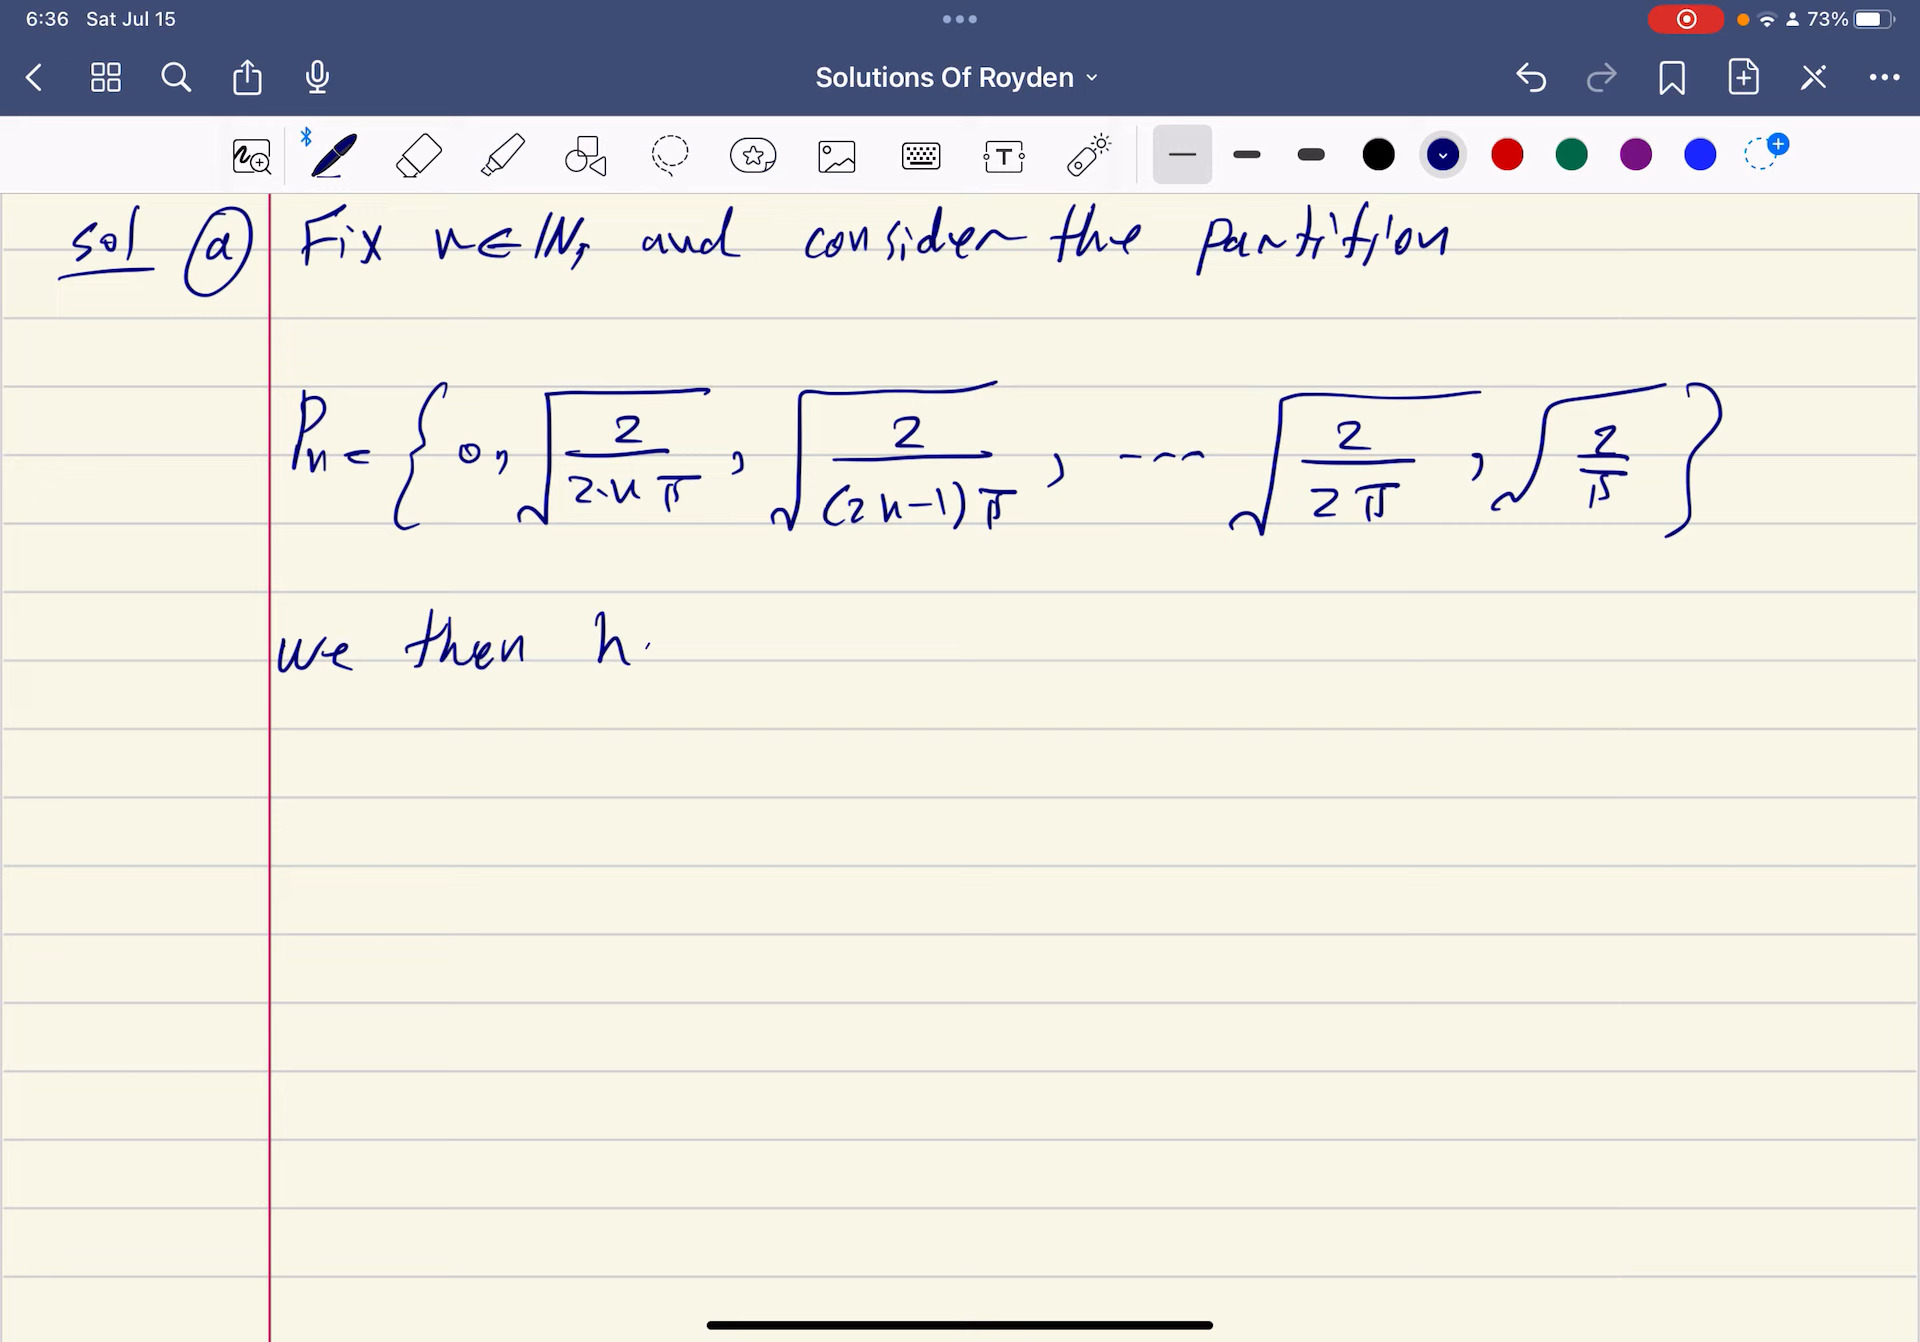 6:36 Sat Jul 15 73%
Solutions Of Royden
sol (a) Fix n∈ℕ, and consider the partition
Pn = { 0, √(2/(2·n π)), √(2/((2n-1)π)), ---- √(2/(2π)), √(2/π) }
we then h